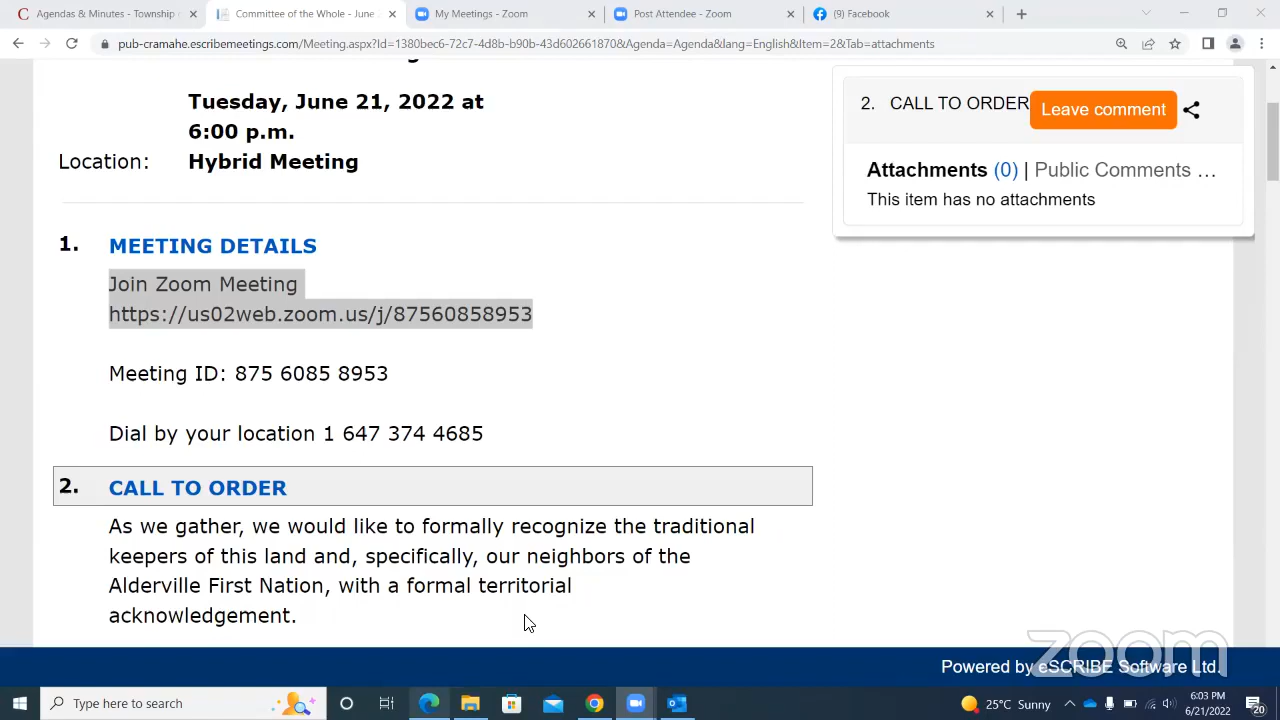 Agendas & Minutes - Township
Committee of the Whole - June
My Meetings - Zoom
Post Attendee - Zoom
(9) Facebook
pub-cramahe.escribemeetings.com/Meeting.aspx?Id=1380bec6-72c7-4d8b-b90b-43d602661870&Agenda=Agenda&lang=English&Item=2&Tab=attachments
Tuesday, June 21, 2022 at
6:00 p.m.
Location: Hybrid Meeting
2. CALL TO ORDER
Leave comment
Attachments (0) | Public Comments …
This item has no attachments
1. MEETING DETAILS
Join Zoom Meeting
https://us02web.zoom.us/j/87560858953
Meeting ID: 875 6085 8953
Dial by your location 1 647 374 4685
2. CALL TO ORDER
As we gather, we would like to formally recognize the traditional
keepers of this land and, specifically, our neighbors of the
Alderville First Nation, with a formal territorial
acknowledgement.
zoom
Powered by eSCRIBE Software Ltd.
Type here to search
25°C Sunny
6:03 PM
6/21/2022
20